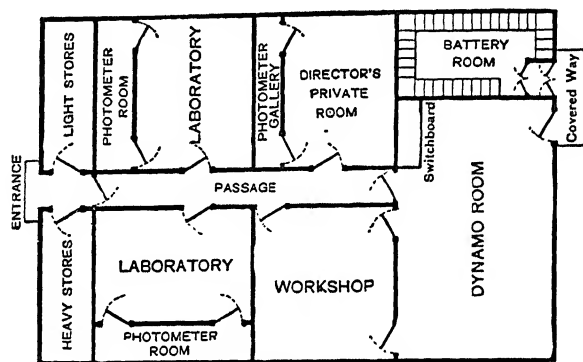 ENTRANCE
LIGHT STORES
PHOTOMETER
ROOM
LABORATORY
PHOTOMETER
GALLERY
DIRECTOR'S
PRIVATE
ROOM
BATTERY
ROOM
Covered Way
Switchboard
PASSAGE
HEAVY STORES
LABORATORY
PHOTOMETER
ROOM
WORKSHOP
DYNAMO ROOM